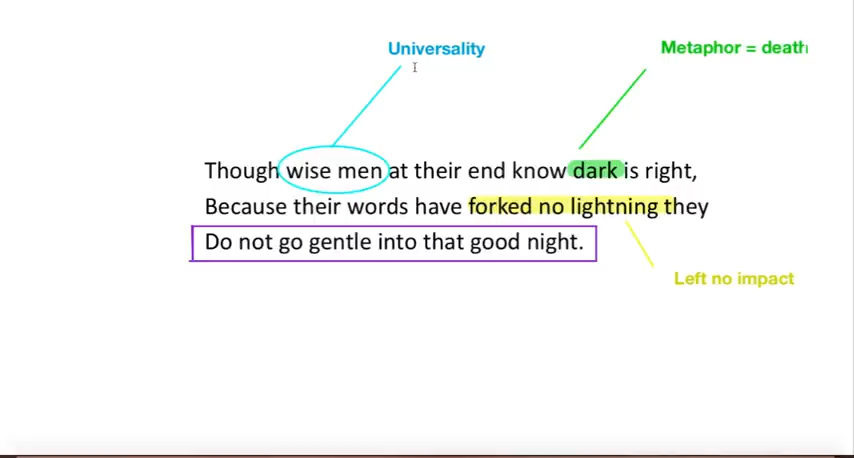 Universality
Metaphor = death
Though wise men at their end know dark is right,
Because their words have forked no lightning they
Do not go gentle into that good night.
Left no impact